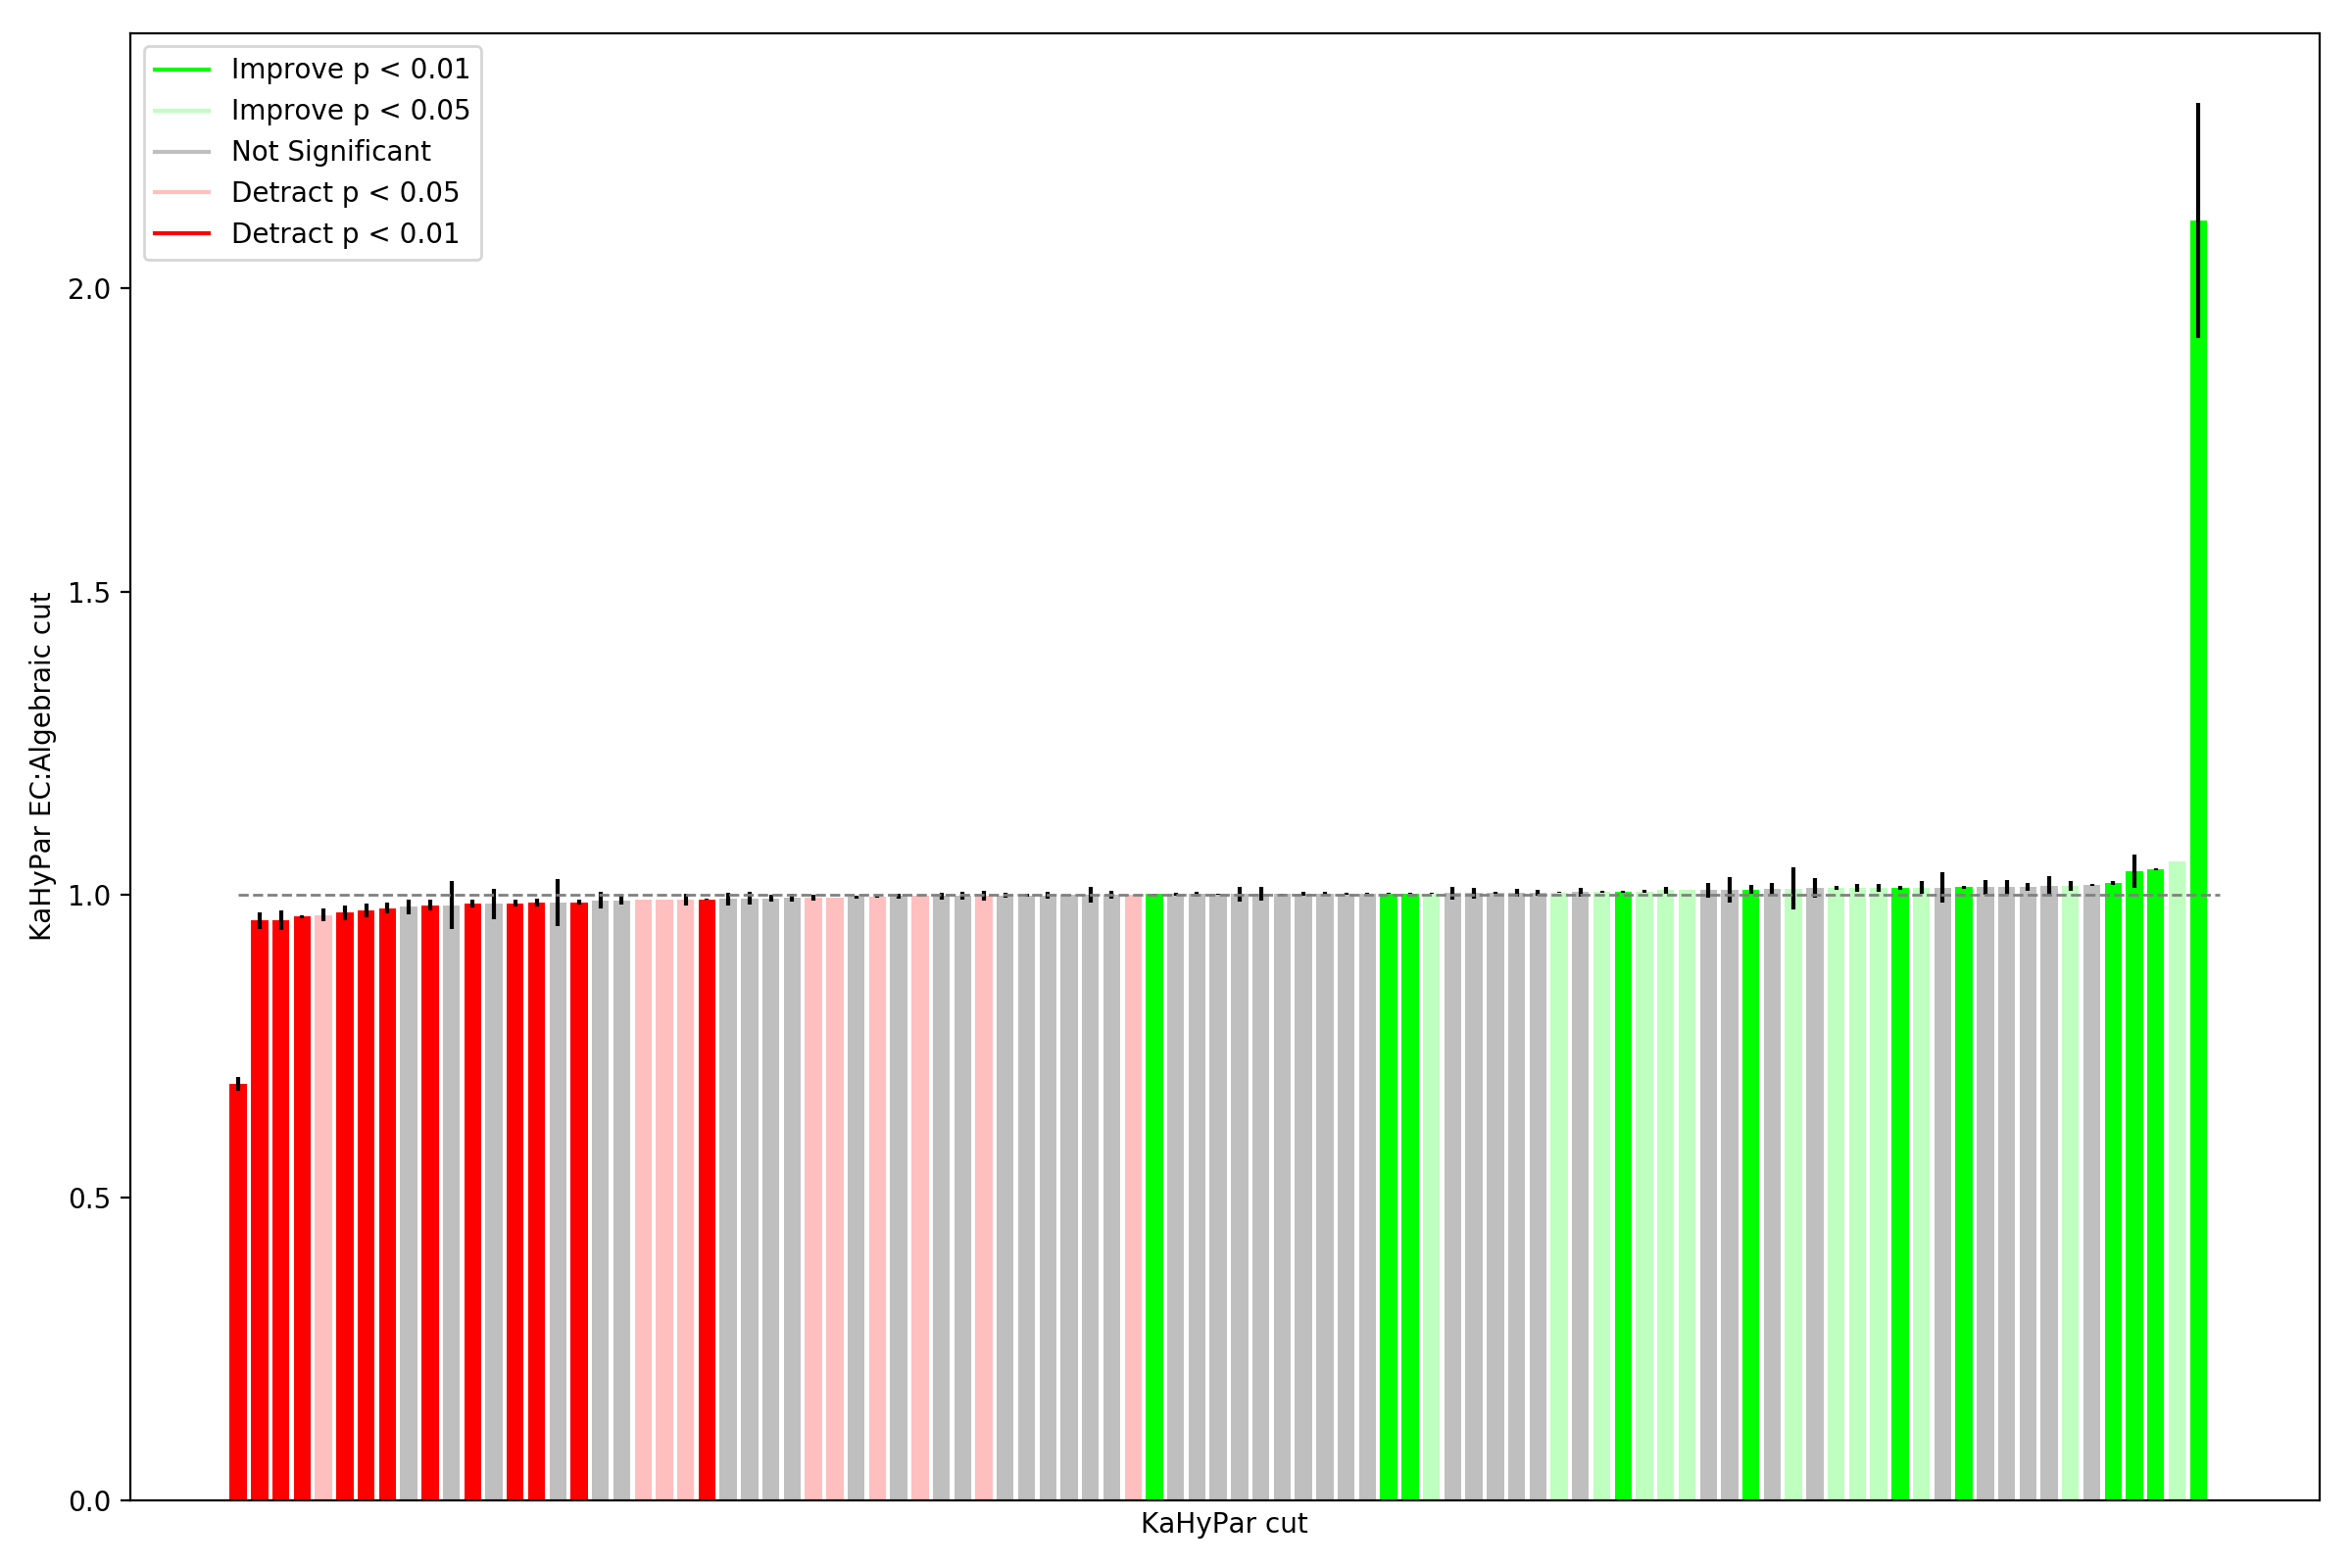 Improve p < 0.01
Improve p < 0.05
Not Significant
Detract p < 0.05
Detract p < 0.01
2.0
1.5
1.0
0.5
0.0
KaHyPar EC:Algebraic cut
KaHyPar cut